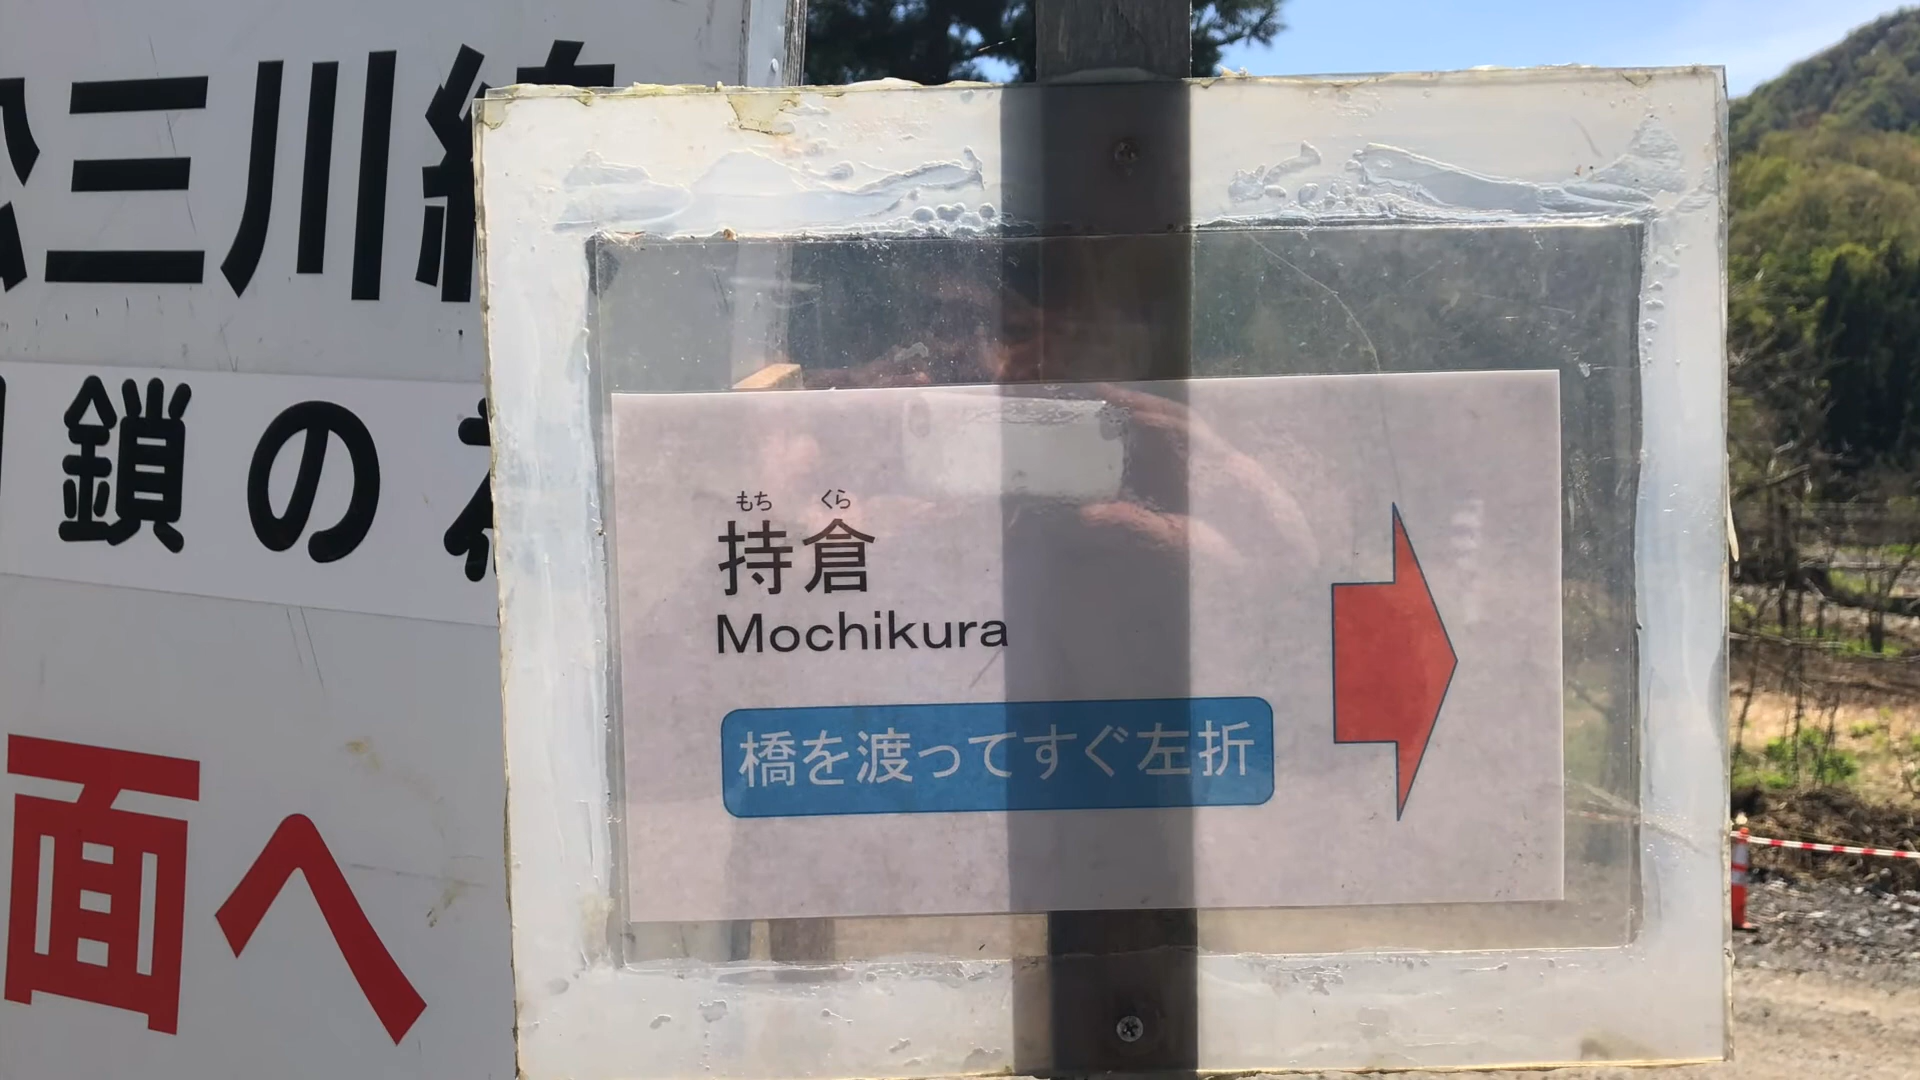 三川線
鎖の
面へ
もち くら
持倉
Mochikura
橋を渡ってすぐ左折